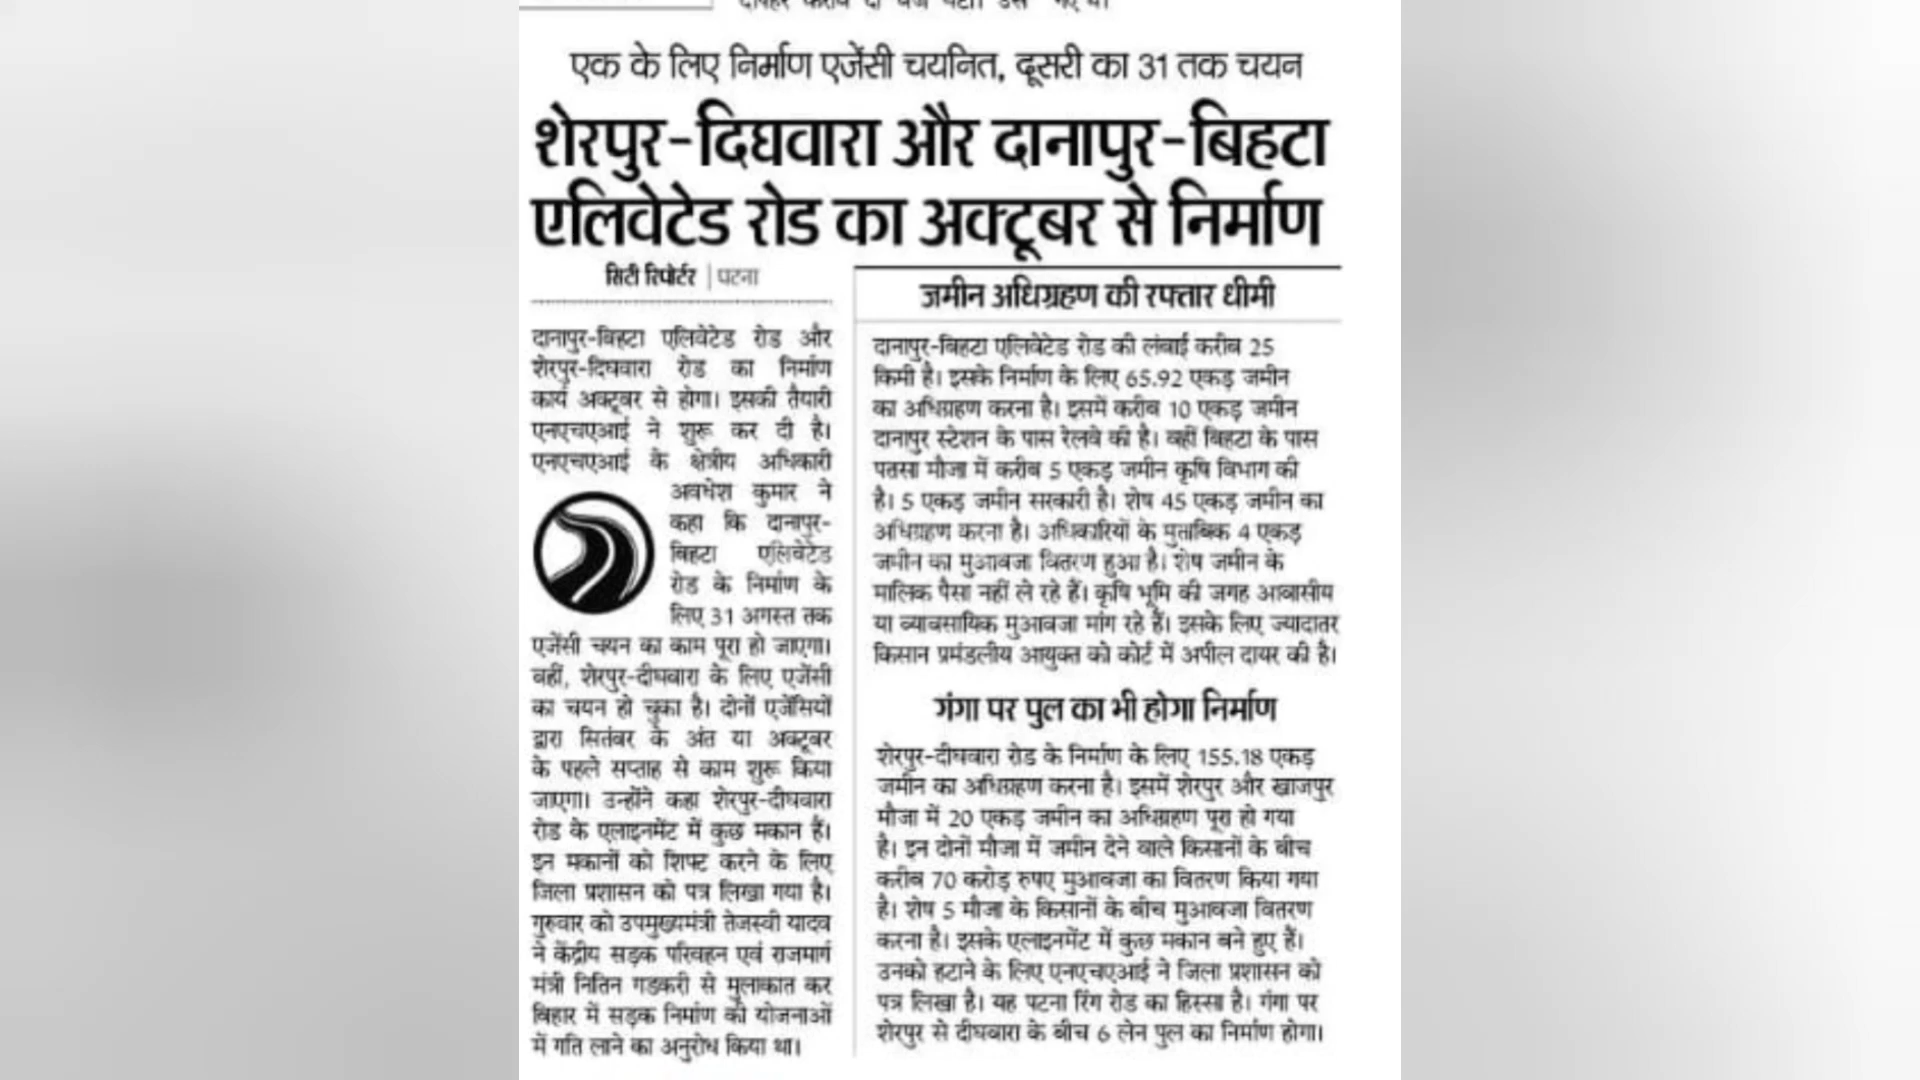 एक के लिए निर्माण एजेंसी चयनित, दूसरी का 31 तक चयन
शेरपुर-दिघवारा और दानापुर-बिहटा
एलिवेटेड रोड का अक्टूबर से निर्माण
सिटी रिपोर्टर | पटना
दानापुर-बिहटा एलिवेटेड रोड और
शेरपुर-दिघवारा रोड का निर्माण
कार्य अक्टूबर से होगा। इसकी तैयारी
एनएचएआई ने शुरू कर दी है।
एनएचएआई के क्षेत्रीय अधिकारी
अवधेश कुमार ने
कहा कि दानापुर-
बिहटा एलिवेटेड
रोड के निर्माण के
लिए 31 अगस्त तक
एजेंसी चयन का काम पूरा हो जाएगा।
वहीं, शेरपुर-दीघवारा के लिए एजेंसी
का चयन हो चुका है। दोनों एजेंसियों
द्वारा सितंबर के अंत या अक्टूबर
के पहले सप्ताह से काम शुरू किया
जाएगा। उन्होंने कहा शेरपुर-दीघवारा
रोड के एलाइनमेंट में कुछ मकान हैं।
इन मकानों को शिफ्ट करने के लिए
जिला प्रशासन को पत्र लिखा गया है।
गुरुवार को उपमुख्यमंत्री तेजस्वी यादव
ने केंद्रीय सड़क परिवहन एवं राजमार्ग
मंत्री नितिन गडकरी से मुलाकात कर
बिहार में सड़क निर्माण की योजनाओं
में गति लाने का अनुरोध किया था।
जमीन अधिग्रहण की रफ्तार धीमी
दानापुर-बिहटा एलिवेटेड रोड की लंबाई करीब 25
किमी है। इसके निर्माण के लिए 65.92 एकड़ जमीन
का अधिग्रहण करना है। इसमें करीब 10 एकड़ जमीन
दानापुर स्टेशन के पास रेलवे की है। वहीं बिहटा के पास
पतसा मौजा में करीब 5 एकड़ जमीन कृषि विभाग की
है। 5 एकड़ जमीन सरकारी है। शेष 45 एकड़ जमीन का
अधिग्रहण करना है। अधिकारियों के मुताबिक 4 एकड़
जमीन का मुआवजा वितरण हुआ है। शेष जमीन के
मालिक पैसा नहीं ले रहे हैं। कृषि भूमि की जगह आवासीय
या व्यावसायिक मुआवजा मांग रहे हैं। इसके लिए ज्यादातर
किसान प्रमंडलीय आयुक्त को कोर्ट में अपील दायर की है।
गंगा पर पुल का भी होगा निर्माण
शेरपुर-दीघवारा रोड के निर्माण के लिए 155.18 एकड़
जमीन का अधिग्रहण करना है। इसमें शेरपुर और खाजपुर
मौजा में 20 एकड़ जमीन का अधिग्रहण पूरा हो गया
है। इन दोनों मौजा में जमीन देने वाले किसानों के बीच
करीब 70 करोड़ रुपए मुआवजा का वितरण किया गया
है। शेष 5 मौजा के किसानों के बीच मुआवजा वितरण
करना है। इसके एलाइनमेंट में कुछ मकान बने हुए हैं।
उनको हटाने के लिए एनएचएआई ने जिला प्रशासन को
पत्र लिखा है। यह पटना रिंग रोड का हिस्सा है। गंगा पर
शेरपुर से दीघवारा के बीच 6 लेन पुल का निर्माण होगा।